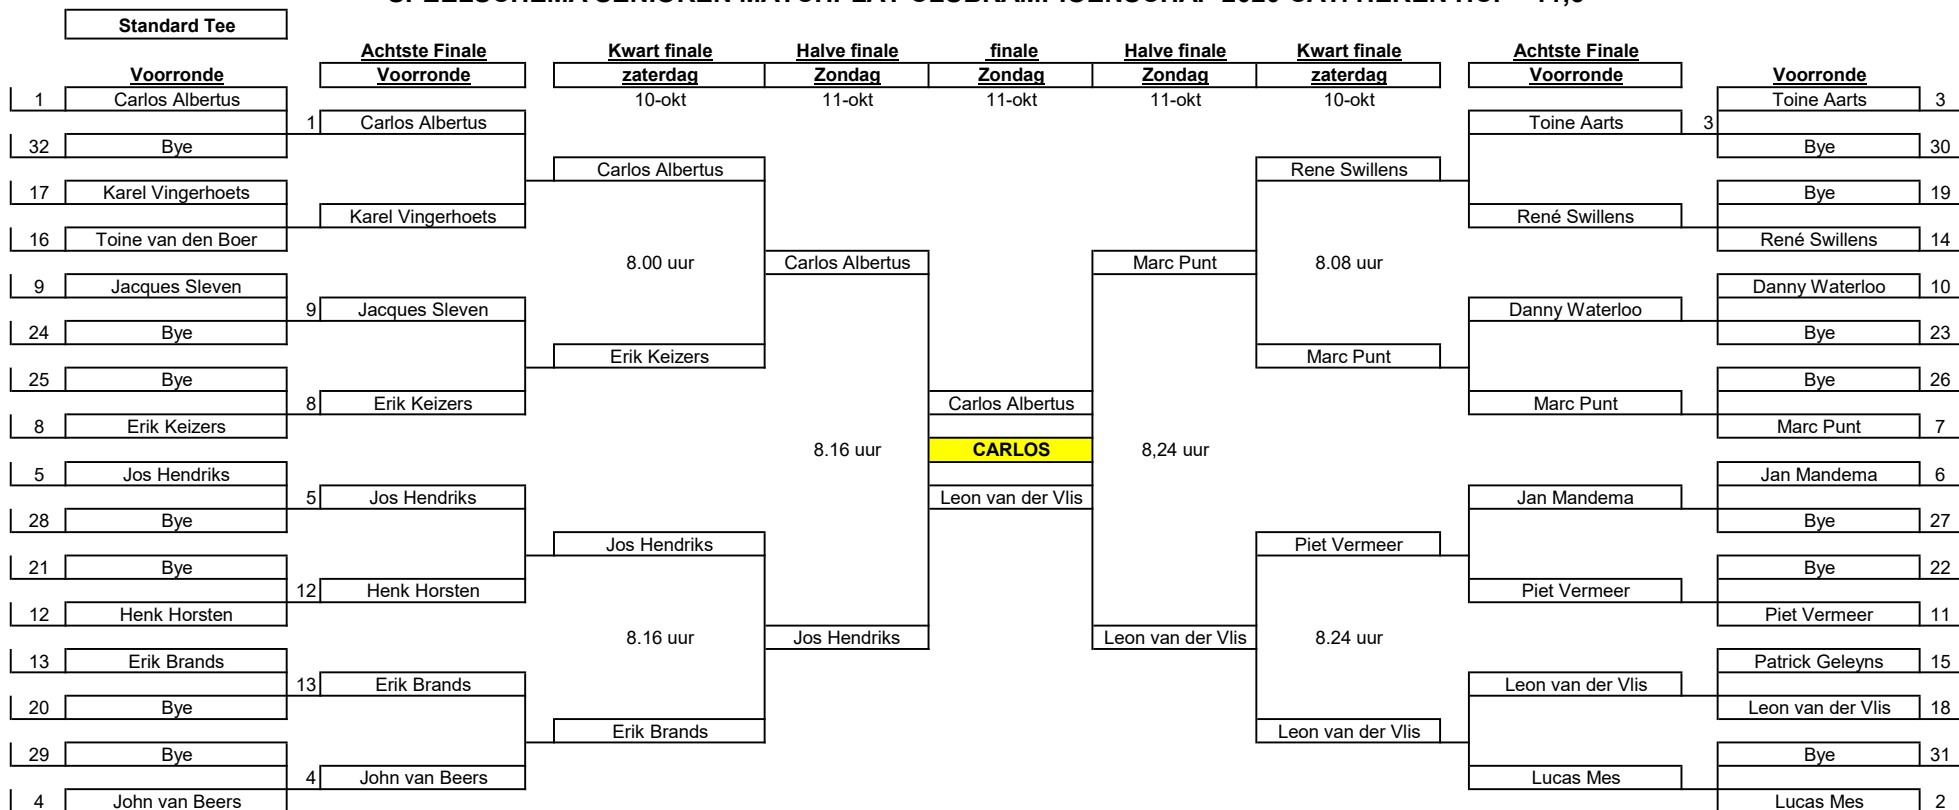 Standard Tee
Achtste Finale Kwart finale Halve finale finale Halve finale Kwart finale Achtste Finale
Voorronde Voorronde zaterdag Zondag Zondag Zondag zaterdag Voorronde Voorronde
1 Carlos Albertus 10-okt 11-okt 11-okt 11-okt 10-okt Toine Aarts 3
1 Carlos Albertus Toine Aarts 3
32 Bye Bye 30
Carlos Albertus Rene Swillens
17 Karel Vingerhoets Bye 19
Karel Vingerhoets René Swillens
16 Toine van den Boer René Swillens 14
8.00 uur Carlos Albertus Marc Punt 8.08 uur
9 Jacques Sleven Danny Waterloo 10
9 Jacques Sleven Danny Waterloo
24 Bye Bye 23
Erik Keizers Marc Punt
25 Bye Bye 26
8 Erik Keizers Carlos Albertus Marc Punt
8 Erik Keizers Marc Punt 7
8.16 uur CARLOS 8,24 uur
5 Jos Hendriks Jan Mandema 6
5 Jos Hendriks Leon van der Vlis Jan Mandema
28 Bye Bye 27
Jos Hendriks Piet Vermeer
21 Bye Bye 22
12 Henk Horsten Piet Vermeer
12 Henk Horsten Piet Vermeer 11
8.16 uur Jos Hendriks Leon van der Vlis 8.24 uur
13 Erik Brands Patrick Geleyns 15
13 Erik Brands Leon van der Vlis
20 Bye Leon van der Vlis 18
Erik Brands Leon van der Vlis
29 Bye Bye 31
4 John van Beers Lucas Mes
4 John van Beers Lucas Mes 2